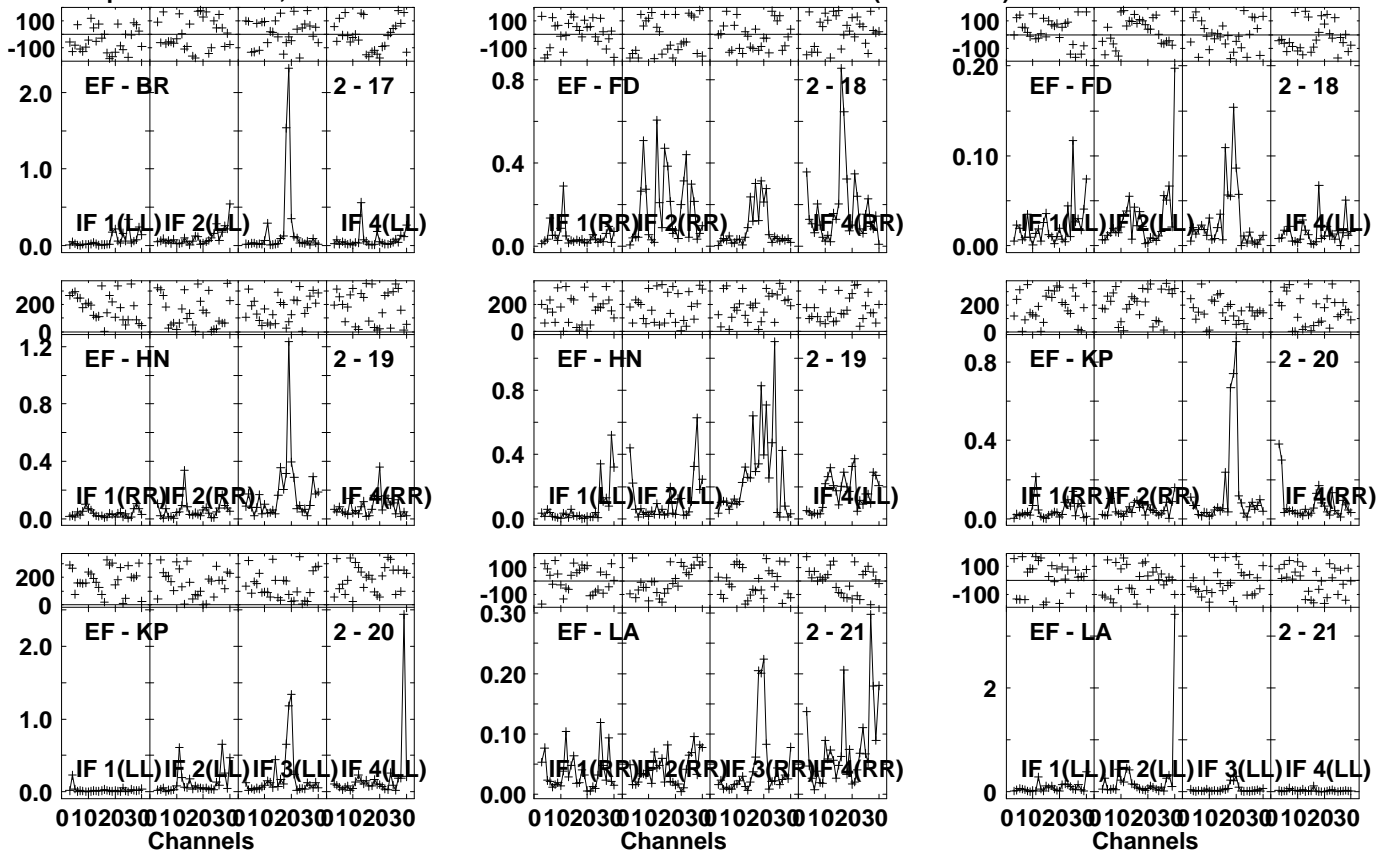 100
-100
EF - BR 2 - 17
2.0
1.0
IF 1(LL) IF 2(LL) IF 4(LL)
0.0
100
-100
EF - FD 2 - 18
0.8
0.4
IF 1(RR) IF 2(RR) IF 4(RR)
0.0
100
-100
0.20
EF - FD 2 - 18
0.10
IF 1(LL) IF 2(LL) IF 4(LL)
0.00
200
0
1.2
EF - HN 2 - 19
0.8
0.4
IF 1(RR) IF 2(RR) IF 4(RR)
0.0
200
0
EF - HN 2 - 19
0.8
0.4
IF 1(LL) IF 2(LL) IF 4(LL)
0.0
200
0
EF - KP 2 - 20
0.8
0.4
IF 1(RR) IF 2(RR) IF 4(RR)
0.0
200
0
EF - KP 2 - 20
2.0
1.0
IF 1(LL) IF 2(LL) IF 3(LL) IF 4(LL)
0.0
0102030 0102030 0102030 0102030
Channels
100
-100
0.30
EF - LA 2 - 21
0.20
0.10
IF 1(RR) IF 2(RR) IF 3(RR) IF 4(RR)
0.00
0102030 0102030 0102030 0102030
Channels
100
-100
EF - LA 2 - 21
2
IF 1(LL) IF 2(LL) IF 3(LL) IF 4(LL)
0
0102030 0102030 0102030 0102030
Channels